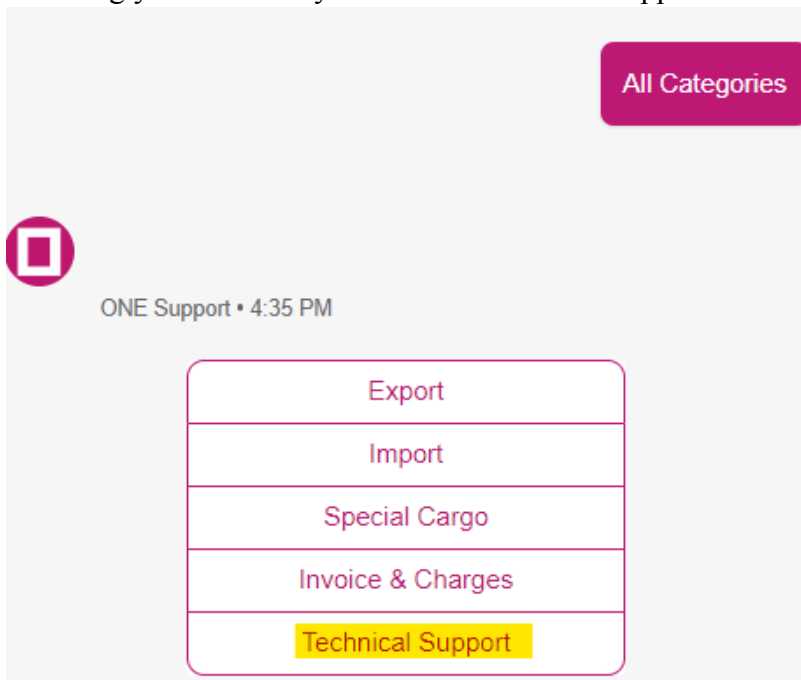 All Categories
ONE Support • 4:35 PM
Export
Import
Special Cargo
Invoice & Charges
Technical Support